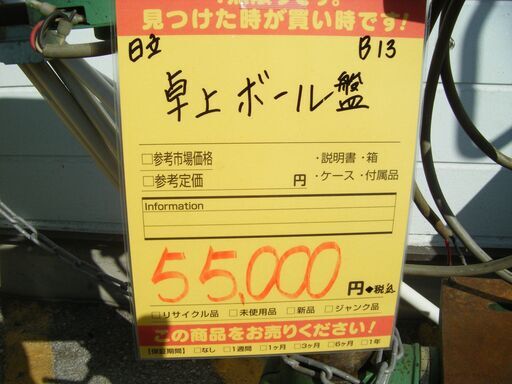 見つけた時が買い時です!
日立 B13
卓上ボール盤
□参考市場価格 ・説明書・箱
□参考定価 円 ・ケース・付属品
Information
55,000 円◆税込
□リサイクル品 □未使用品 □新品 □ジャンク品
この商品をお売りください!
【保証期間】 □なし □1週間 □1ヶ月 □3ヶ月 □6ヶ月 □1年